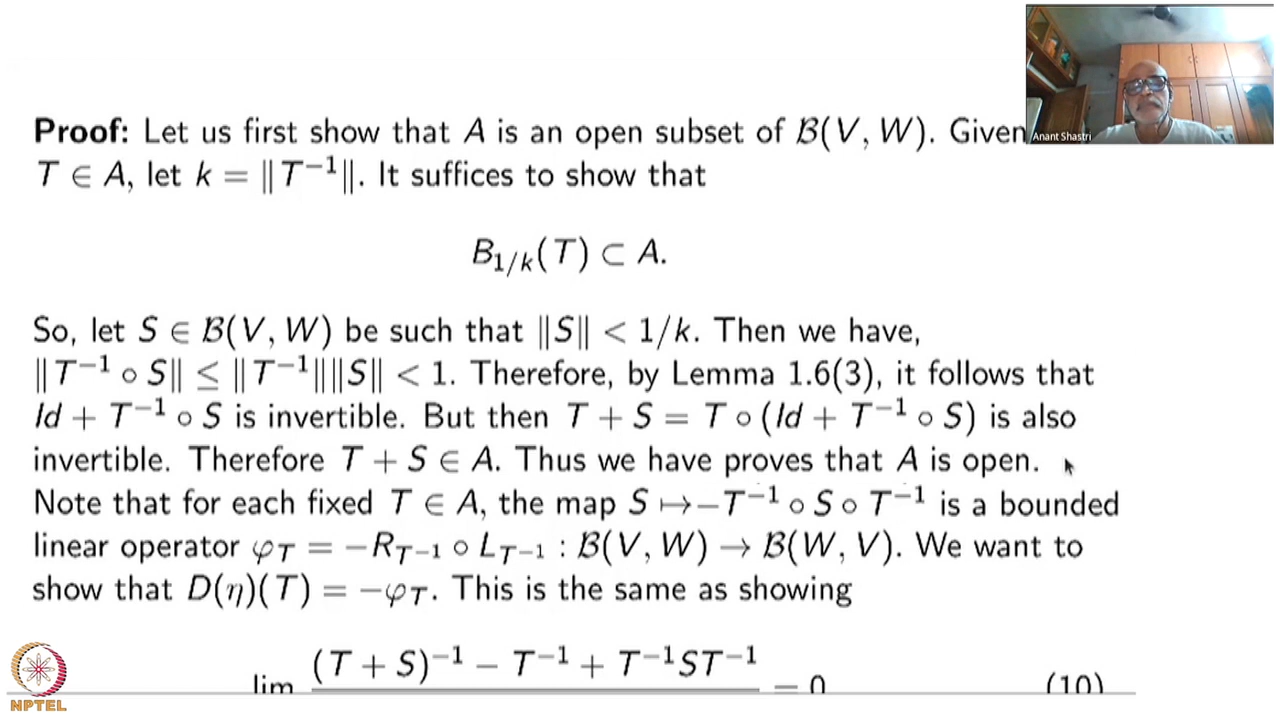 Proof: Let us first show that A is an open subset of 𝓑(V, W). Given
Anant Shastri
T ∈ A, let k = ‖T⁻¹‖. It suffices to show that
B₁/ₖ(T) ⊂ A.
So, let S ∈ 𝓑(V, W) be such that ‖S‖ < 1/k. Then we have,
‖T⁻¹ ∘ S‖ ≤ ‖T⁻¹‖‖S‖ < 1. Therefore, by Lemma 1.6(3), it follows that
Id + T⁻¹ ∘ S is invertible. But then T + S = T ∘ (Id + T⁻¹ ∘ S) is also
invertible. Therefore T + S ∈ A. Thus we have proves that A is open.
Note that for each fixed T ∈ A, the map S ↦ −T⁻¹ ∘ S ∘ T⁻¹ is a bounded
linear operator φ_T = −R_{T⁻¹} ∘ L_{T⁻¹} : 𝓑(V, W) → 𝓑(W, V). We want to
show that D(η)(T) = −φ_T. This is the same as showing
(T + S)⁻¹ − T⁻¹ + T⁻¹ST⁻¹
lim = 0 (10)
NPTEL